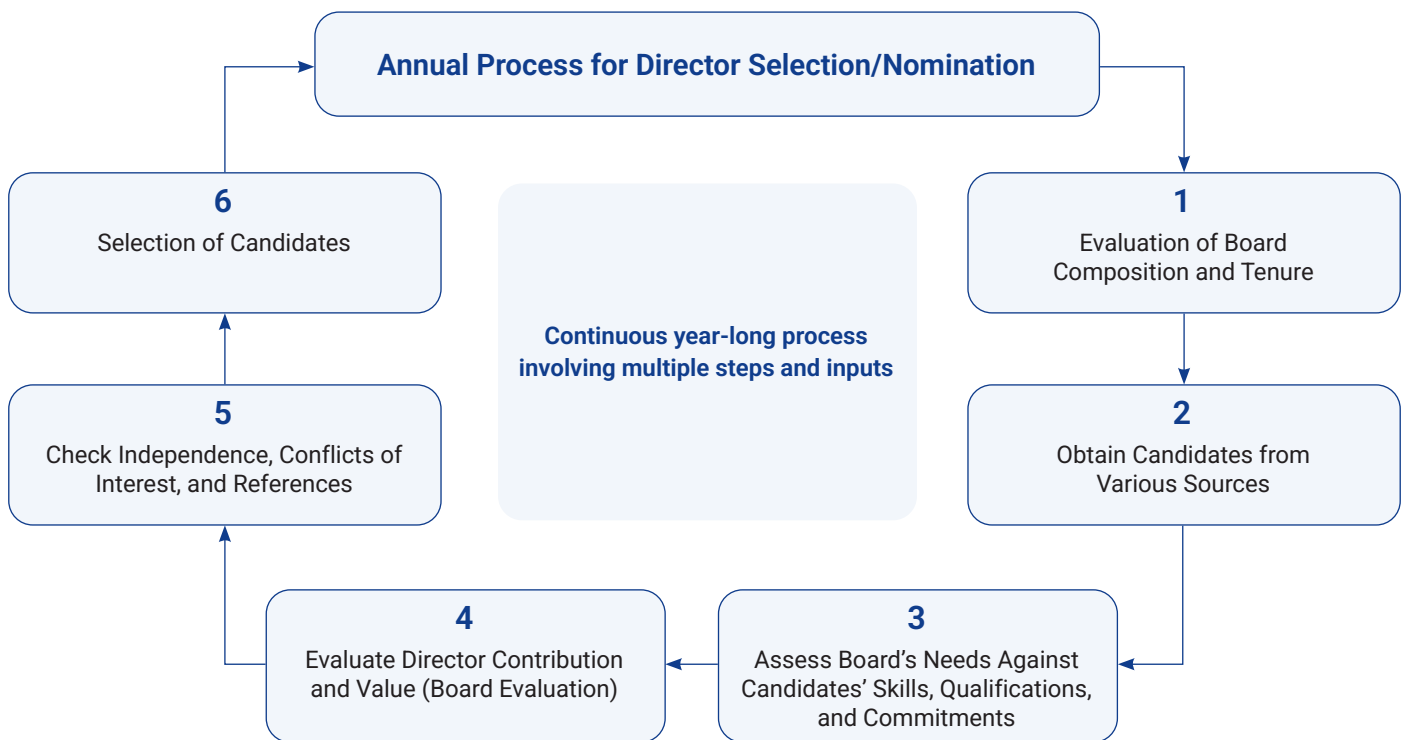 Annual Process for Director Selection/Nomination
1
Evaluation of Board
Composition and Tenure
2
Obtain Candidates from
Various Sources
3
Assess Board’s Needs Against
Candidates’ Skills, Qualifications,
and Commitments
4
Evaluate Director Contribution
and Value (Board Evaluation)
5
Check Independence, Conflicts of
Interest, and References
6
Selection of Candidates
Continuous year-long process
involving multiple steps and inputs